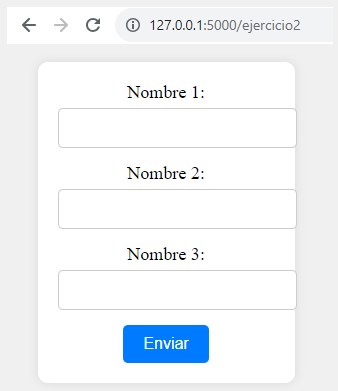 127.0.0.1:5000/ejercicio2
Nombre 1:
Nombre 2:
Nombre 3:
Enviar